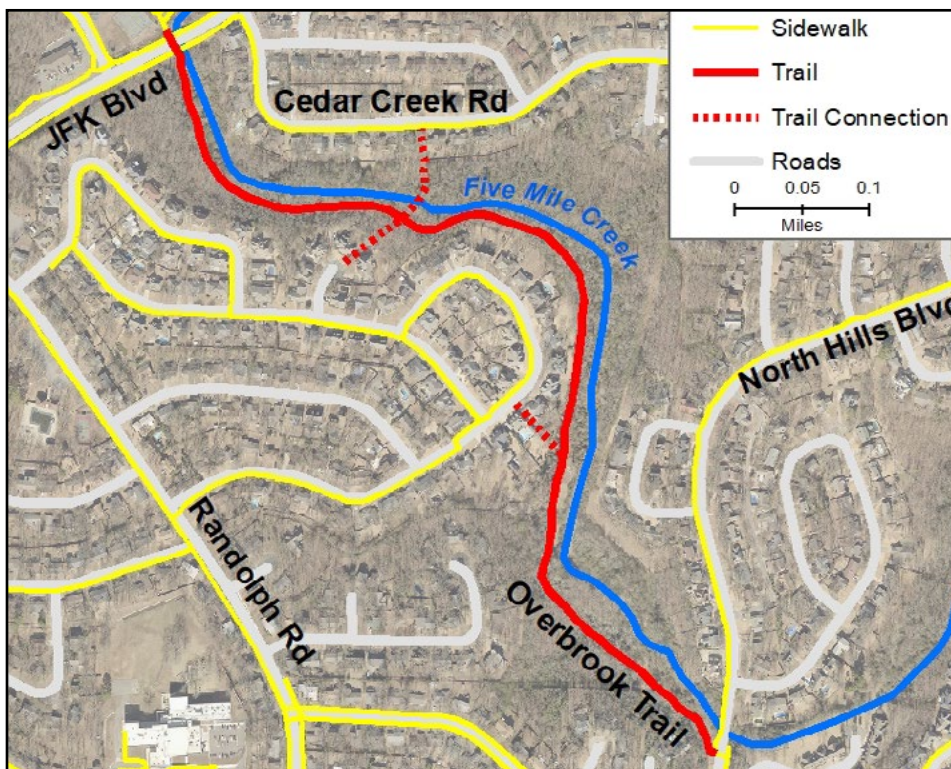 Sidewalk
Trail
Trail Connection
Roads
0 0.05 0.1
Miles
JFK Blvd
Cedar Creek Rd
Five Mile Creek
North Hills Blvd
Randolph Rd
Overbrook Trail